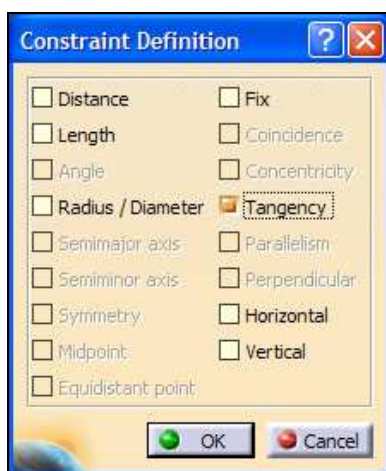 Constraint Definition
Distance
Fix
Length
Coincidence
Angle
Concentricity
Radius / Diameter
Tangency
Semimajor axis
Parallelism
Semiminor axis
Perpendicular
Symmetry
Horizontal
Midpoint
Vertical
Equidistant point
OK
Cancel